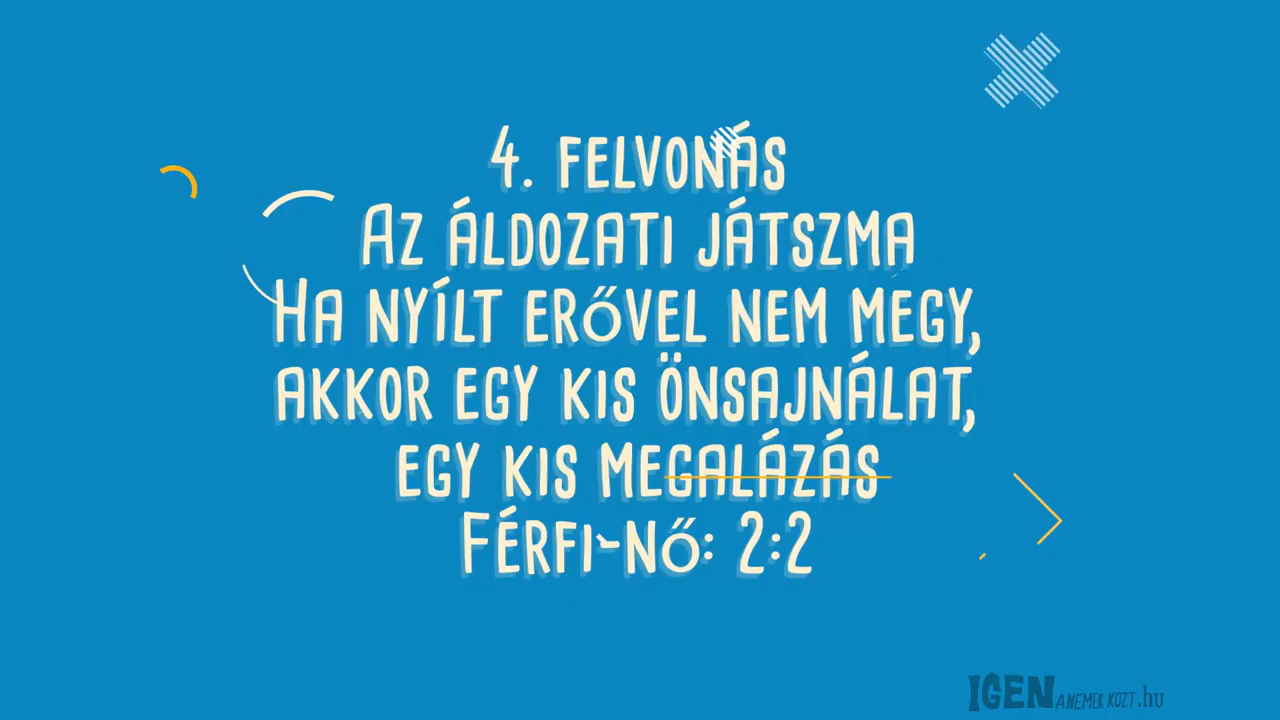 4. FELVONÁS
AZ ÁLDOZATI JÁTSZMA
HA NYÍLT ERŐVEL NEM MEGY,
AKKOR EGY KIS ÖNSAJNÁLAT,
EGY KIS MEGALÁZÁS
FÉRFI-NŐ: 2:2
IGEN A NEMEK KÖZT.hu